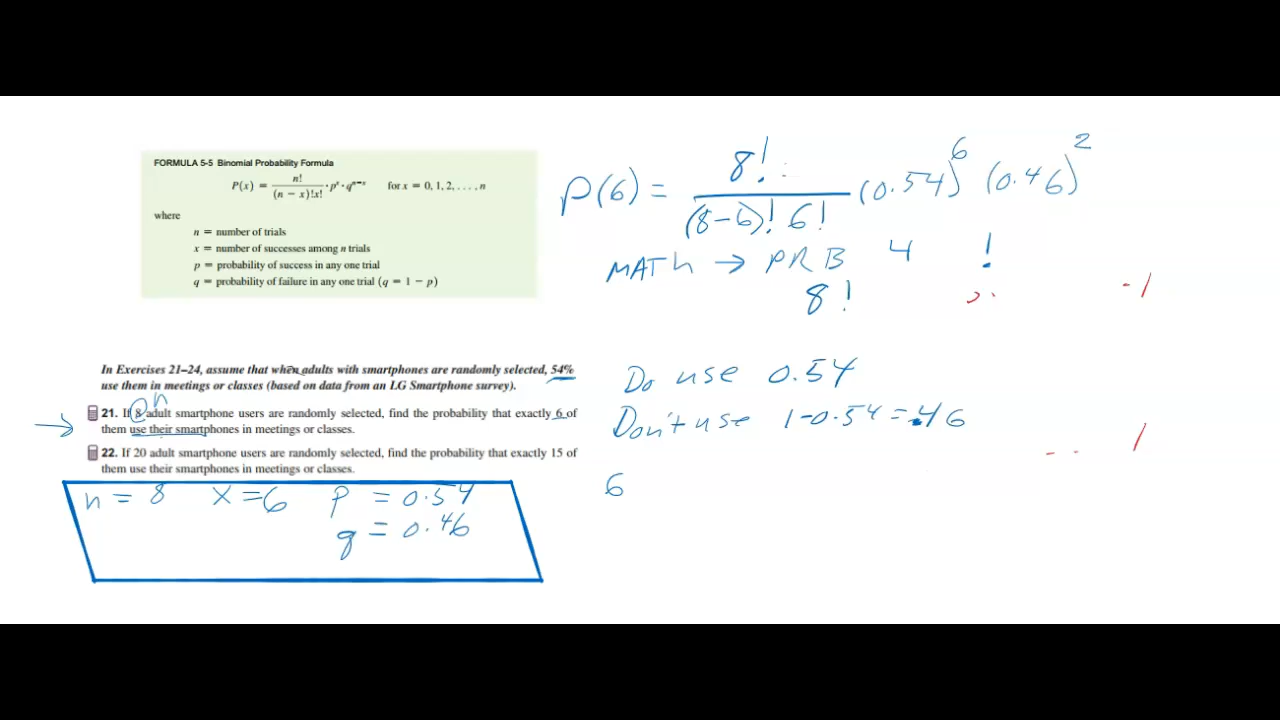 FORMULA 5-5 Binomial Probability Formula
P(x) = n! / (n − x)!x! · pˣ · qⁿ⁻ˣ for x = 0, 1, 2, . . . , n
where
n = number of trials
x = number of successes among n trials
p = probability of success in any one trial
q = probability of failure in any one trial (q = 1 − p)
In Exercises 21–24, assume that when adults with smartphones are randomly selected, 54%
use them in meetings or classes (based on data from an LG Smartphone survey).
n
21. If 8 adult smartphone users are randomly selected, find the probability that exactly 6 of
them use their smartphones in meetings or classes.
22. If 20 adult smartphone users are randomly selected, find the probability that exactly 15 of
them use their smartphones in meetings or classes.
n = 8 x = 6 p = 0.54
q = 0.46
P(6) = 8! / (8-6)! 6! (0.54)⁶ (0.46)²
MATh → PRB 4 !
8!
Do use 0.54
Don't use 1-0.54 = .46
6